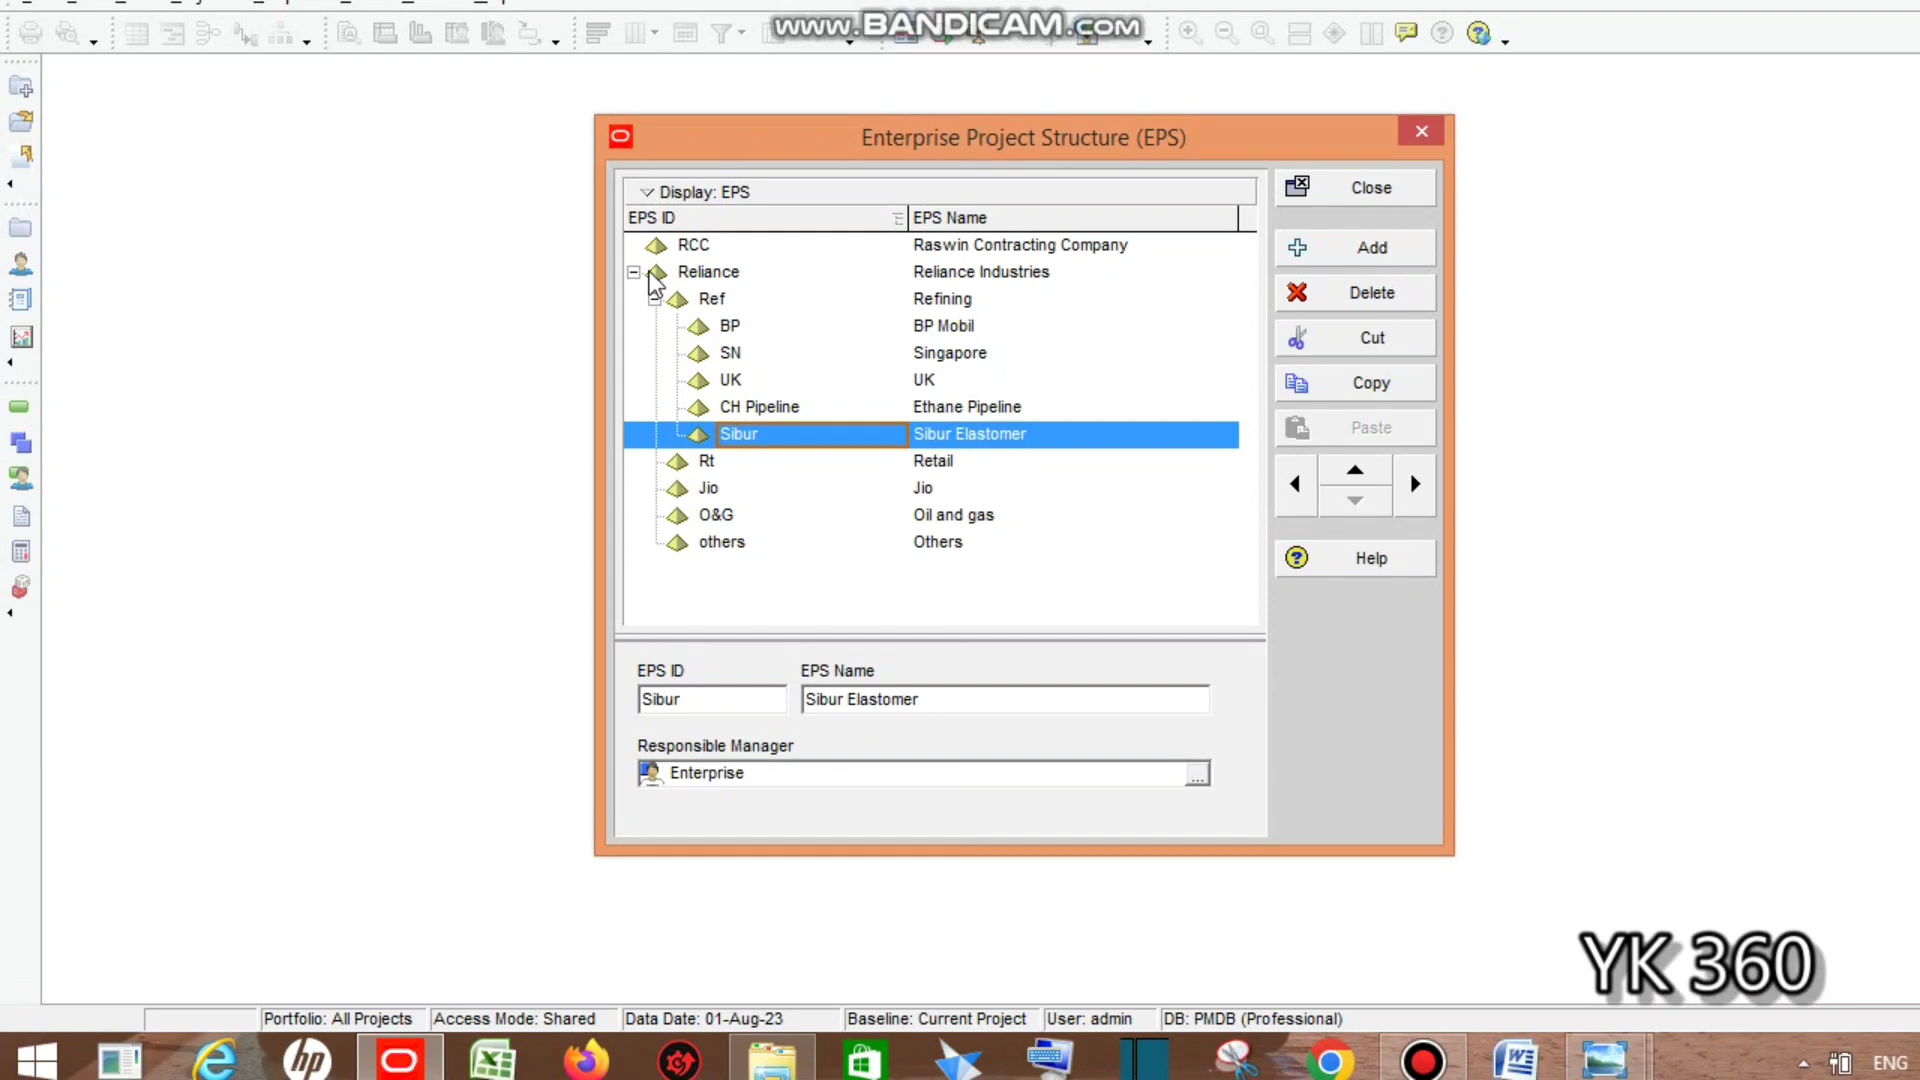 www.BANDICAM.com
Enterprise Project Structure (EPS)
Display: EPS
EPS ID EPS Name
RCC Raswin Contracting Company
Reliance Reliance Industries
Ref Refining
BP BP Mobil
SN Singapore
UK UK
CH Pipeline Ethane Pipeline
Sibur Sibur Elastomer
Rt Retail
Jio Jio
O&G Oil and gas
others Others
Close
Add
Delete
Cut
Copy
Paste
Help
EPS ID EPS Name
Sibur Sibur Elastomer
Responsible Manager
Enterprise ...
YK 360
Portfolio: All Projects Access Mode: Shared Data Date: 01-Aug-23 Baseline: Current Project User: admin DB: PMDB (Professional)
hp
ENG